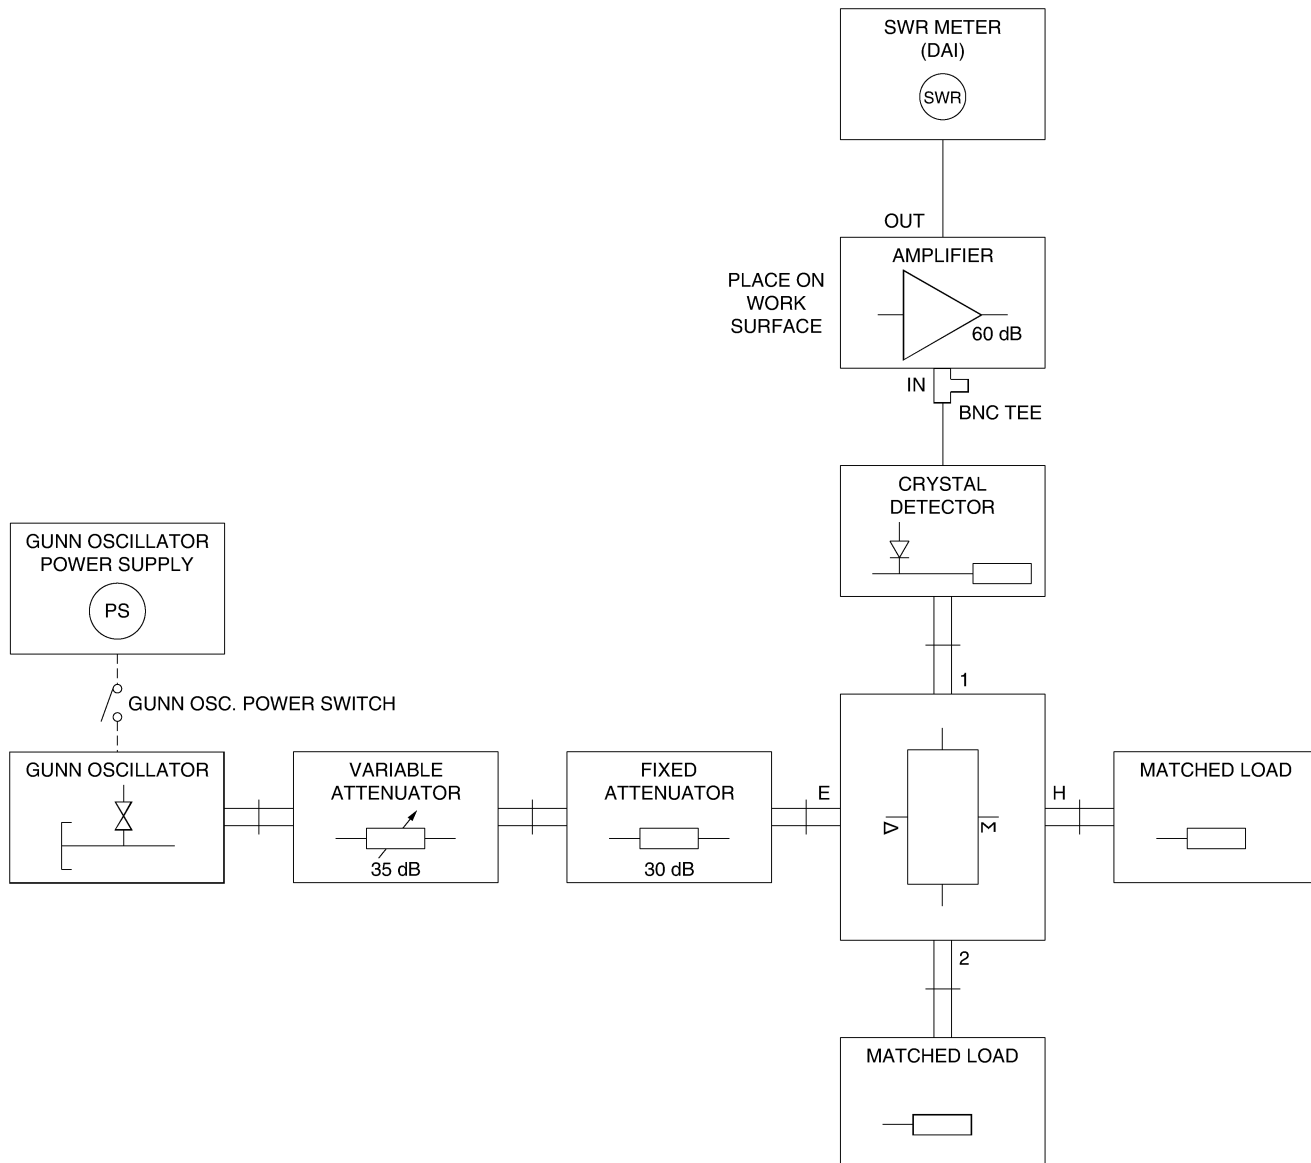 SWR METER
(DAI)
SWR
OUT
AMPLIFIER
PLACE ON
WORK
SURFACE
60 dB
IN
BNC TEE
CRYSTAL
DETECTOR
GUNN OSCILLATOR
POWER SUPPLY
PS
GUNN OSC. POWER SWITCH
1
GUNN OSCILLATOR
VARIABLE
ATTENUATOR
35 dB
FIXED
ATTENUATOR
30 dB
E
Δ
Σ
H
MATCHED LOAD
2
MATCHED LOAD